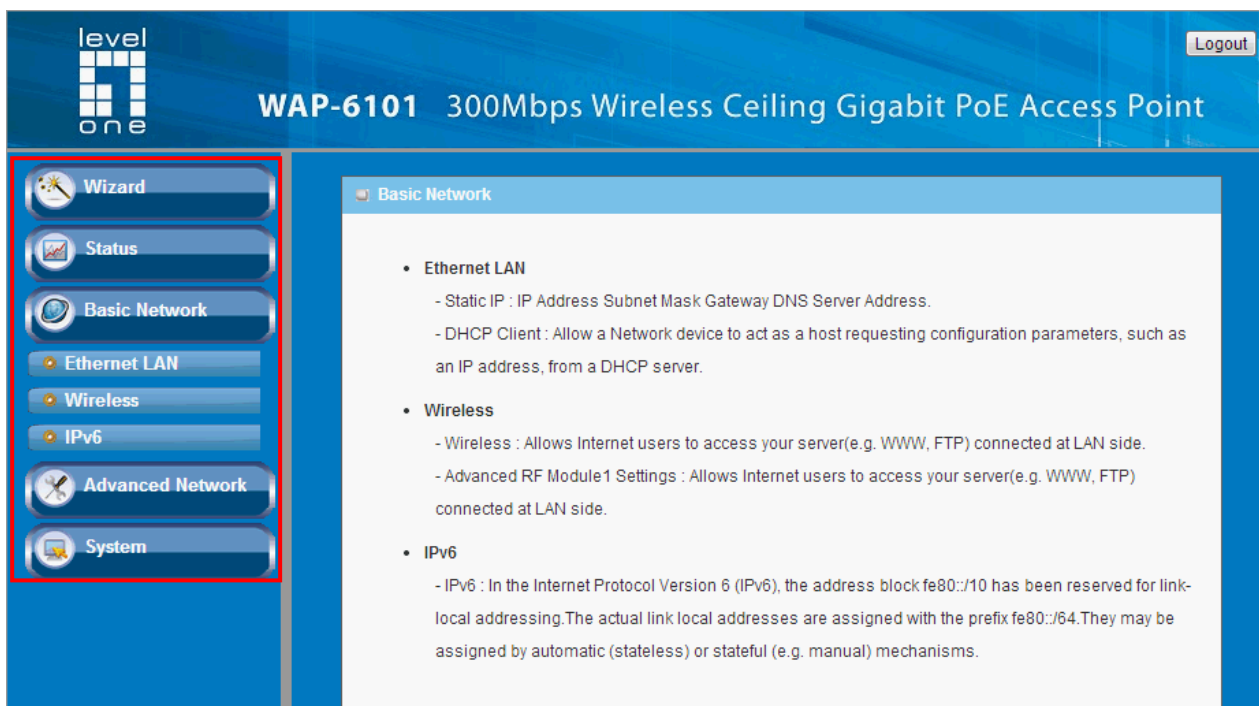 level
one
Logout
WAP-6101 300Mbps Wireless Ceiling Gigabit PoE Access Point
Wizard
Status
Basic Network
Ethernet LAN
Wireless
IPv6
Advanced Network
System
Basic Network
• Ethernet LAN
- Static IP : IP Address Subnet Mask Gateway DNS Server Address.
- DHCP Client : Allow a Network device to act as a host requesting configuration parameters, such as
an IP address, from a DHCP server.
• Wireless
- Wireless : Allows Internet users to access your server(e.g. WWW, FTP) connected at LAN side.
- Advanced RF Module1 Settings : Allows Internet users to access your server(e.g. WWW, FTP)
connected at LAN side.
• IPv6
- IPv6 : In the Internet Protocol Version 6 (IPv6), the address block fe80::/10 has been reserved for link-
local addressing.The actual link local addresses are assigned with the prefix fe80::/64.They may be
assigned by automatic (stateless) or stateful (e.g. manual) mechanisms.